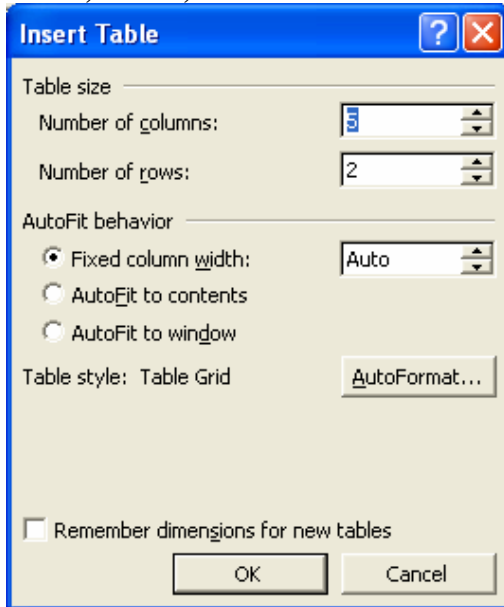 Insert Table
Table size
Number of columns: 5
Number of rows: 2
AutoFit behavior
Fixed column width: Auto
AutoFit to contents
AutoFit to window
Table style: Table Grid AutoFormat...
Remember dimensions for new tables
OK Cancel